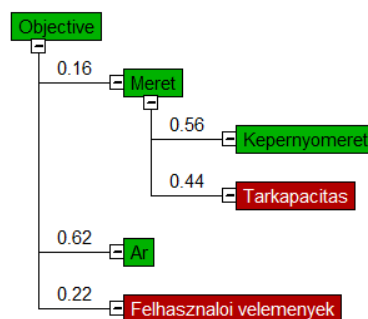 Objective
0.16
Meret
0.56
Kepernyomeret
0.44
Tarkapacitas
0.62
Ar
0.22
Felhasznaloi velemenyek